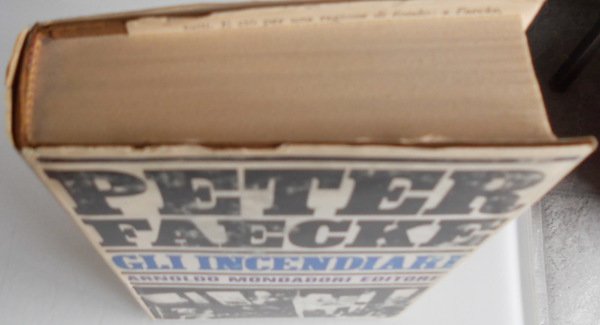 PETER
FAECKE
GLI INCENDIARI
ARNOLDO MONDADORI EDITORE